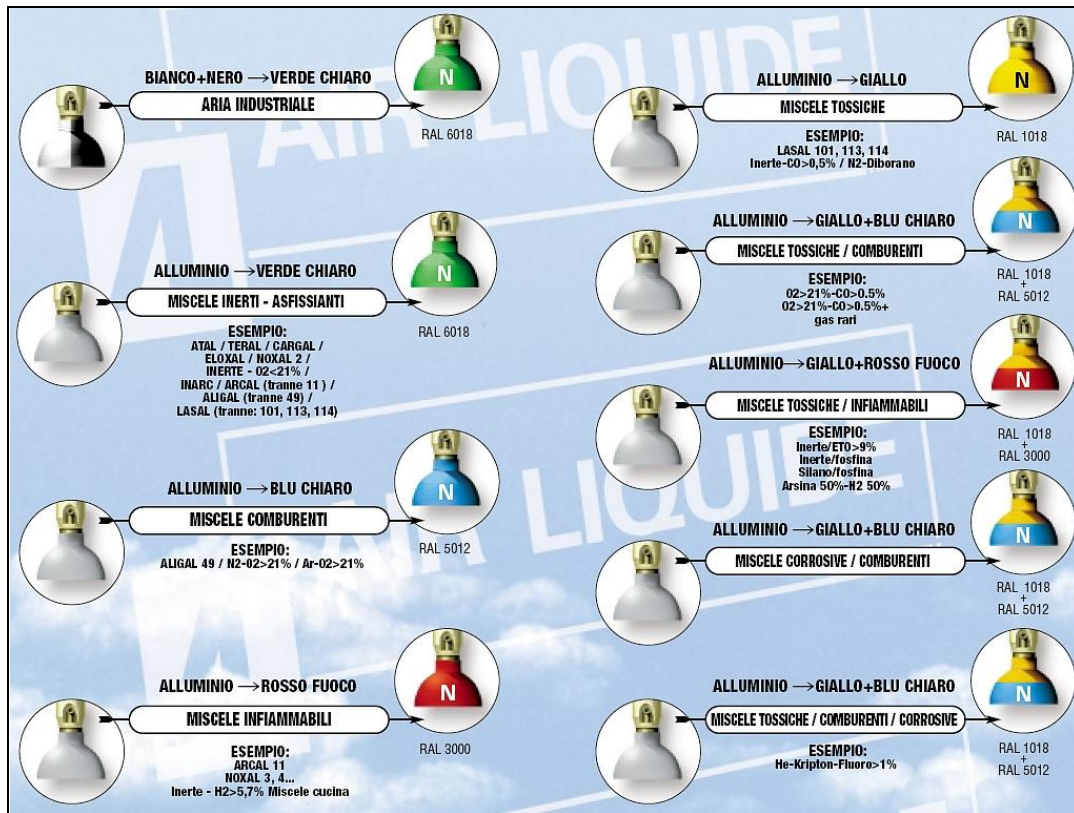 AIR LIQUIDE
AIR LIQUIDE
BIANCO+NERO → VERDE CHIARO
ARIA INDUSTRIALE
N
RAL 6018
ALLUMINIO → VERDE CHIARO
MISCELE INERTI - ASFISSIANTI
N
RAL 6018
ESEMPIO:
ATAL / TERAL / CARGAL /
ELOXAL / NOXAL 2 /
INERTE - O2<21% /
INARC / ARCAL (tranne 11 ) /
ALIGAL (tranne 49) /
LASAL (tranne: 101, 113, 114)
ALLUMINIO → BLU CHIARO
MISCELE COMBURENTI
N
RAL 5012
ESEMPIO:
ALIGAL 49 / N2-O2>21% / Ar-O2>21%
ALLUMINIO → ROSSO FUOCO
MISCELE INFIAMMABILI
N
RAL 3000
ESEMPIO:
ARCAL 11
NOXAL 3, 4...
Inerte - H2>5,7% Miscele cucina
ALLUMINIO → GIALLO
MISCELE TOSSICHE
N
RAL 1018
ESEMPIO:
LASAL 101, 113, 114
Inerte-CO>0,5% / N2-Diborano
ALLUMINIO → GIALLO+BLU CHIARO
MISCELE TOSSICHE / COMBURENTI
N
RAL 1018
+
RAL 5012
ESEMPIO:
O2>21%-CO>0.5%
O2>21%-CO>0.5%+
gas rari
ALLUMINIO → GIALLO+ROSSO FUOCO
MISCELE TOSSICHE / INFIAMMABILI
N
RAL 1018
+
RAL 3000
ESEMPIO:
Inerte/ETO>9%
Inerte/fosfina
Silano/fosfina
Arsina 50%-H2 50%
ALLUMINIO → GIALLO+BLU CHIARO
MISCELE CORROSIVE / COMBURENTI
N
RAL 1018
+
RAL 5012
ALLUMINIO → GIALLO+BLU CHIARO
MISCELE TOSSICHE / COMBURENTI / CORROSIVE
N
RAL 1018
+
RAL 5012
ESEMPIO:
He-Kripton-Fluoro>1%